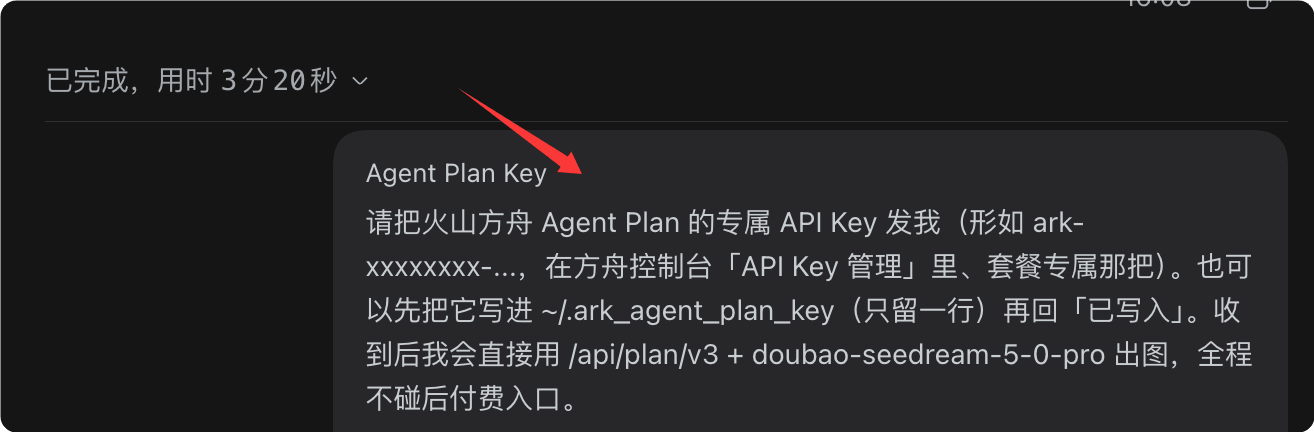 已完成，用时 3 分 20 秒
Agent Plan Key
请把火山方舟 Agent Plan 的专属 API Key 发我（形如 ark-
xxxxxxxx-...，在方舟控制台「API Key 管理」里、套餐专属那把）。也可
以先把它写进 ~/.ark_agent_plan_key（只留一行）再回「已写入」。收
到后我会直接用 /api/plan/v3 + doubao-seedream-5-0-pro 出图，全程
不碰后付费入口。